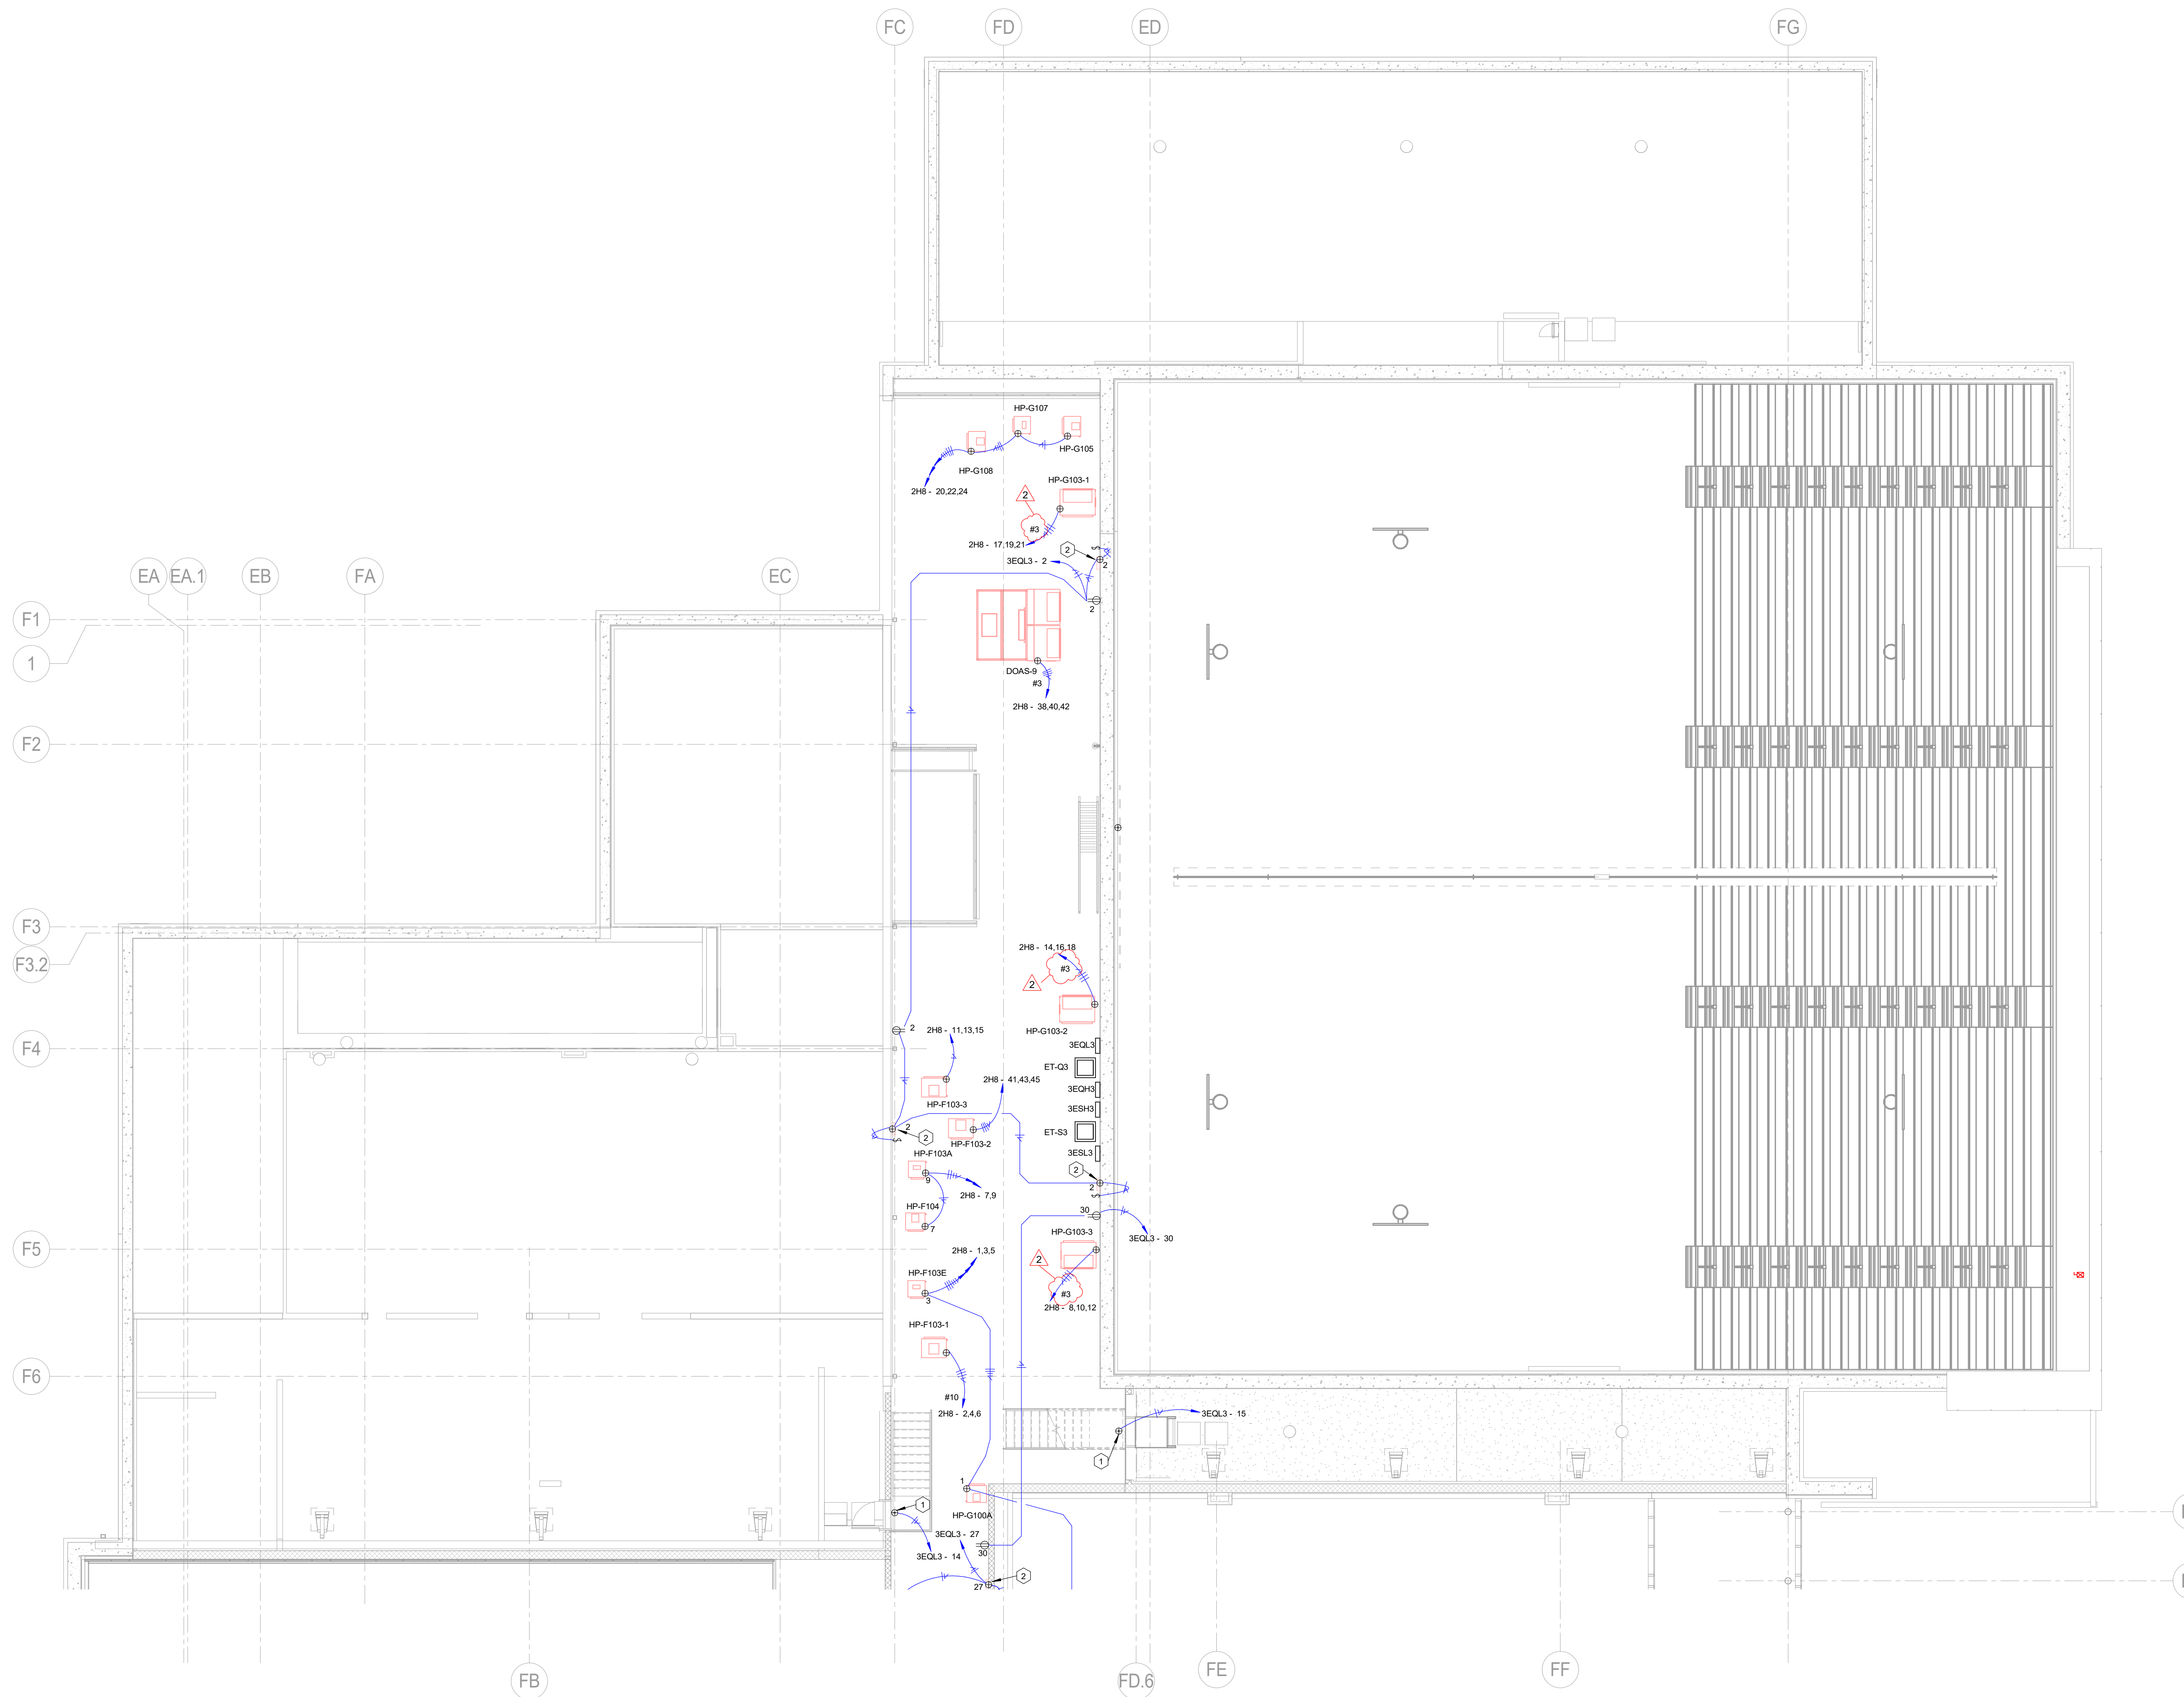 FC
FD
ED
FG
HP-G107
HP-G105
HP-G108
HP-G103-1
2H8 - 20,22,24
2
#3
2H8 - 17,19,21
2
3EQL3 - 2
2
2
EA
EA.1
EB
FA
EC
F1
1
DOAS-9
#3
2H8 - 38,40,42
F2
F3
F3.2
2H8 - 14,16,18
#3
2
HP-G103-2
2
2H8 - 11,13,15
F4
3EQL3
ET-Q3
2H8 - 41,43,45
3EQH3
HP-F103-3
3ESH3
2
2
ET-S3
HP-F103-2
HP-F103A
3ESL3
2
9
2
2H8 - 7,9
HP-F104
30
7
HP-G103-3
3EQL3 - 30
F5
2H8 - 1,3,5
2
HP-F103E
#3
3
2H8 - 8,10,12
HP-F103-1
F6
#10
2H8 - 2,4,6
3EQL3 - 15
1
1
1
HP-G100A
3EQL3 - 27
30
3EQL3 - 14
2
27
FB
FD.6
FE
FF